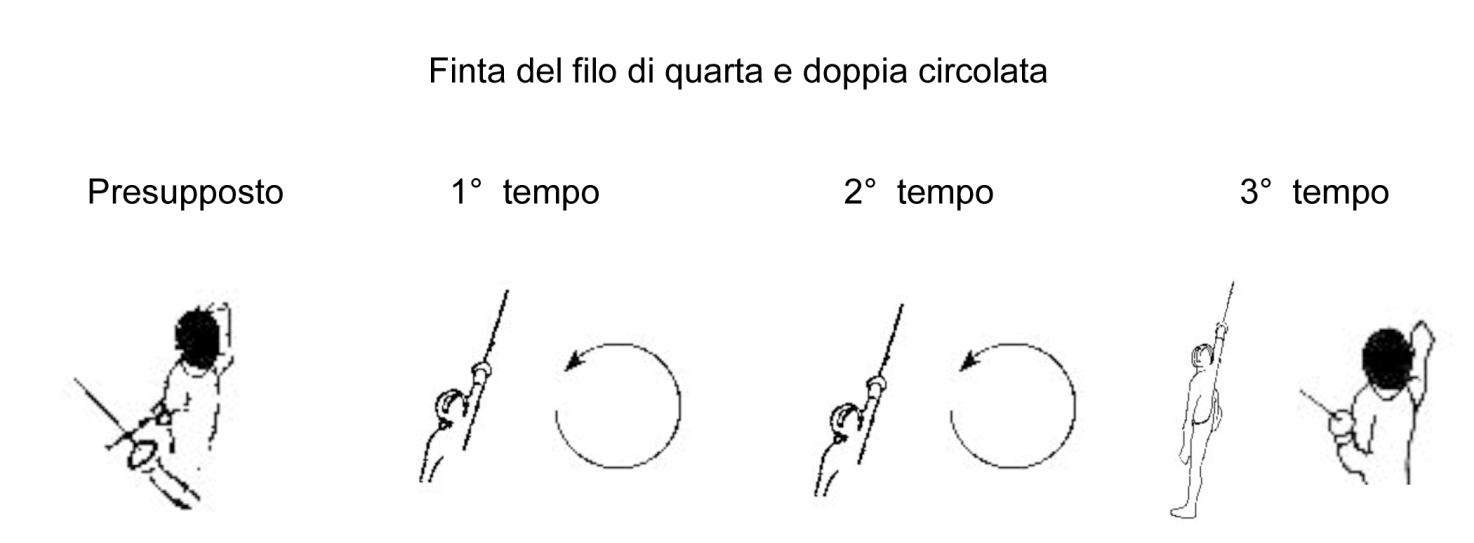 Finta del filo di quarta e doppia circolata
Presupposto 1° tempo 2° tempo 3° tempo